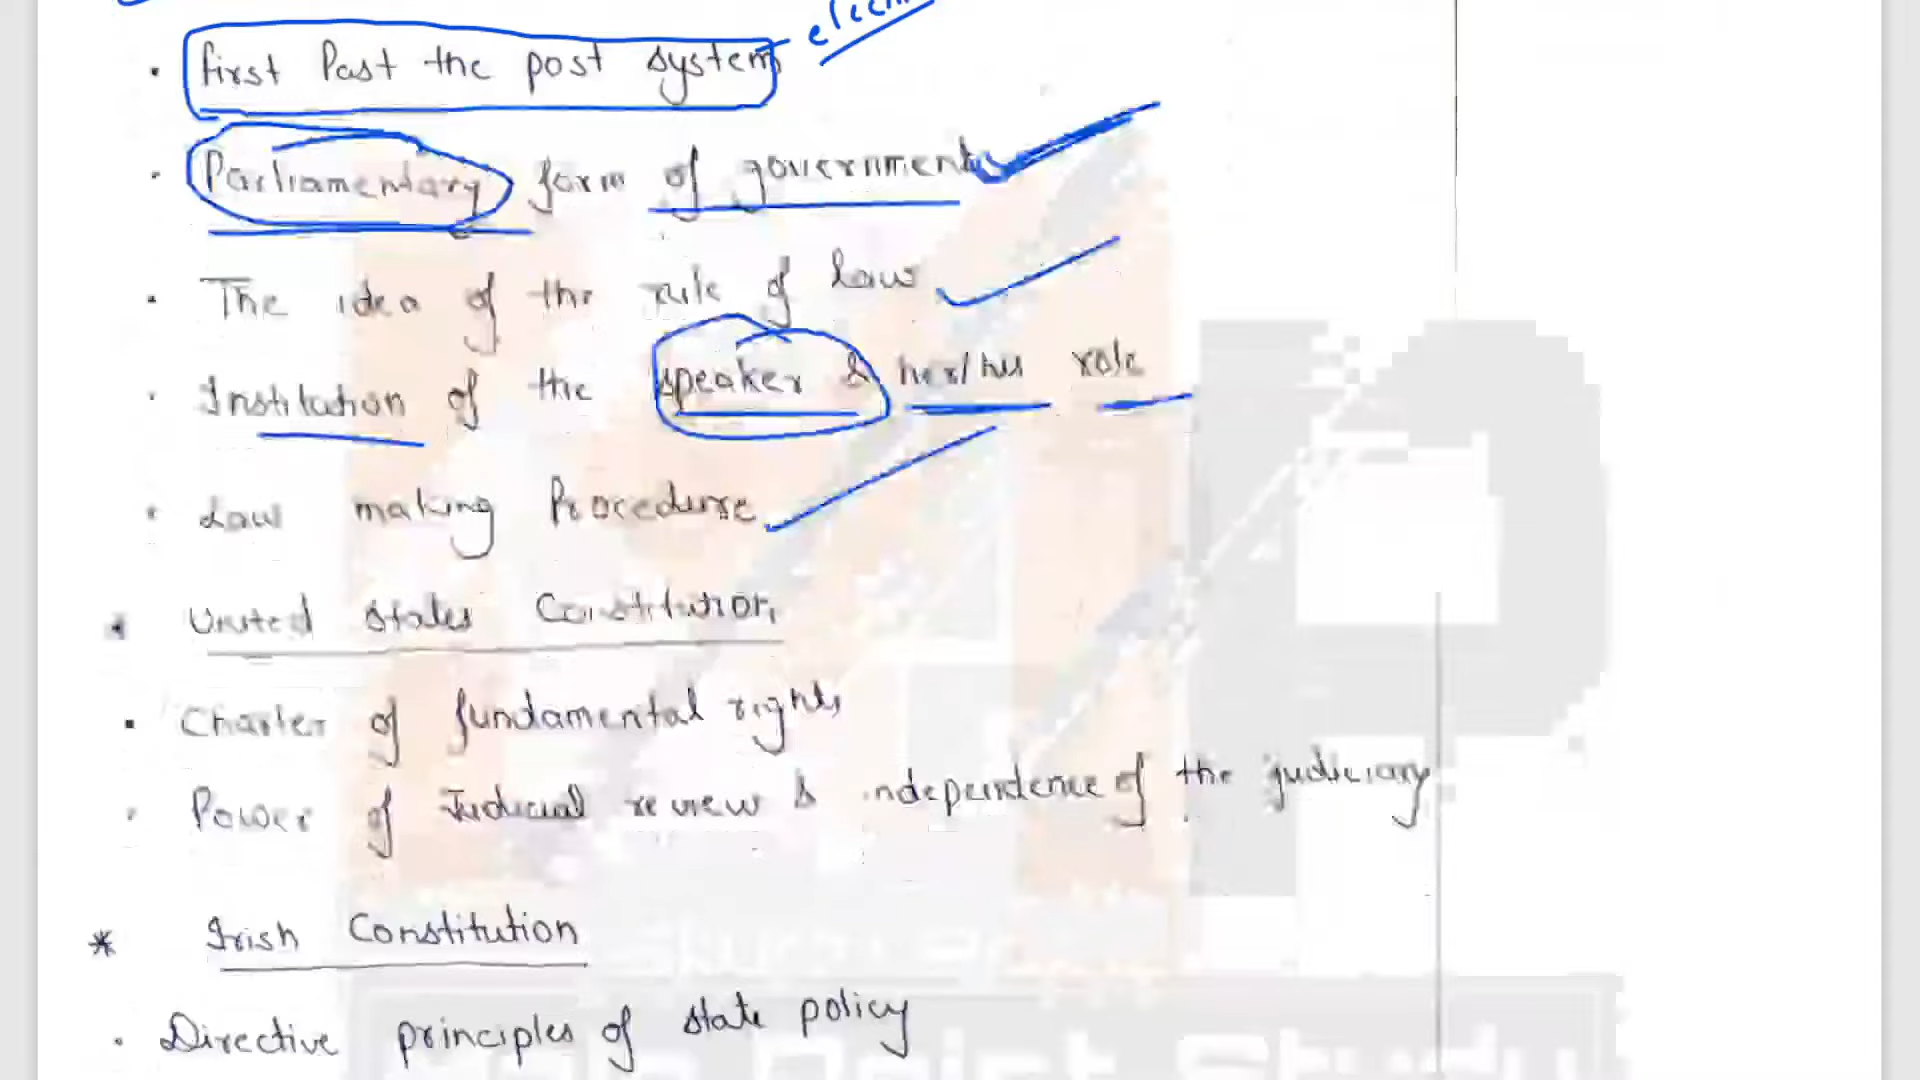 • First Past the post system
• Parliamentary form of government
• The idea of the rule of law
• Institution of the speaker & her/his role
• Law making Procedure
* United States Constitution
• Charter of fundamental rights
• Power of Judicial review & independence of the judiciary
* Irish Constitution
• Directive principles of state policy
Point Study